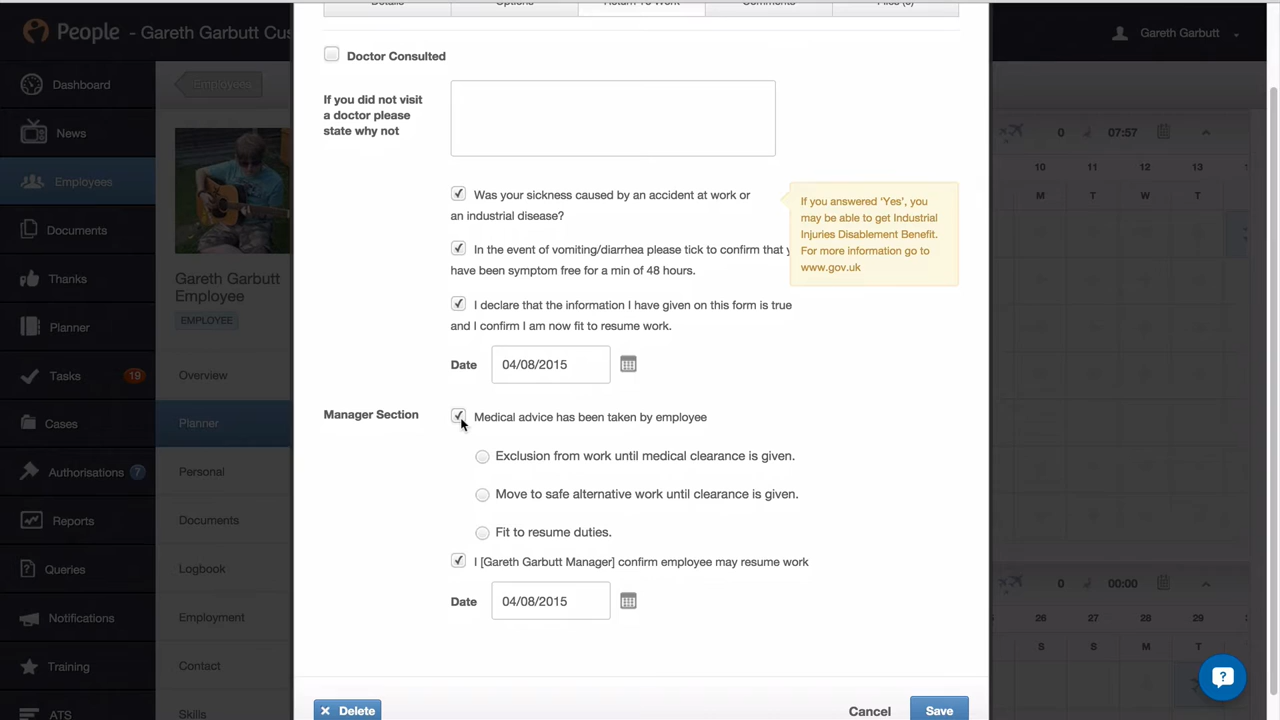 Details Options Return To Work Comments Files (0)
People - Gareth Garbutt Cus
Gareth Garbutt
Dashboard
News
Employees
Documents
Thanks
Planner
Tasks 19
Cases
Authorisations 7
Reports
Queries
Notifications
Training
ATS
Employees
Gareth Garbutt
Employee
EMPLOYEE
Overview
Planner
Personal
Documents
Logbook
Employment
Contact
Skills
Doctor Consulted
If you did not visit
a doctor please
state why not
Was your sickness caused by an accident at work or
an industrial disease?
If you answered 'Yes', you
may be able to get Industrial
Injuries Disablement Benefit.
For more information go to
www.gov.uk
In the event of vomiting/diarrhea please tick to confirm that y
have been symptom free for a min of 48 hours.
I declare that the information I have given on this form is true
and I confirm I am now fit to resume work.
Date 04/08/2015
Manager Section
Medical advice has been taken by employee
Exclusion from work until medical clearance is given.
Move to safe alternative work until clearance is given.
Fit to resume duties.
I [Gareth Garbutt Manager] confirm employee may resume work
Date 04/08/2015
Delete
Cancel
Save
0 07:57
10 11 12 13
M T W T
0 00:00
26 27 28 29
S S M T